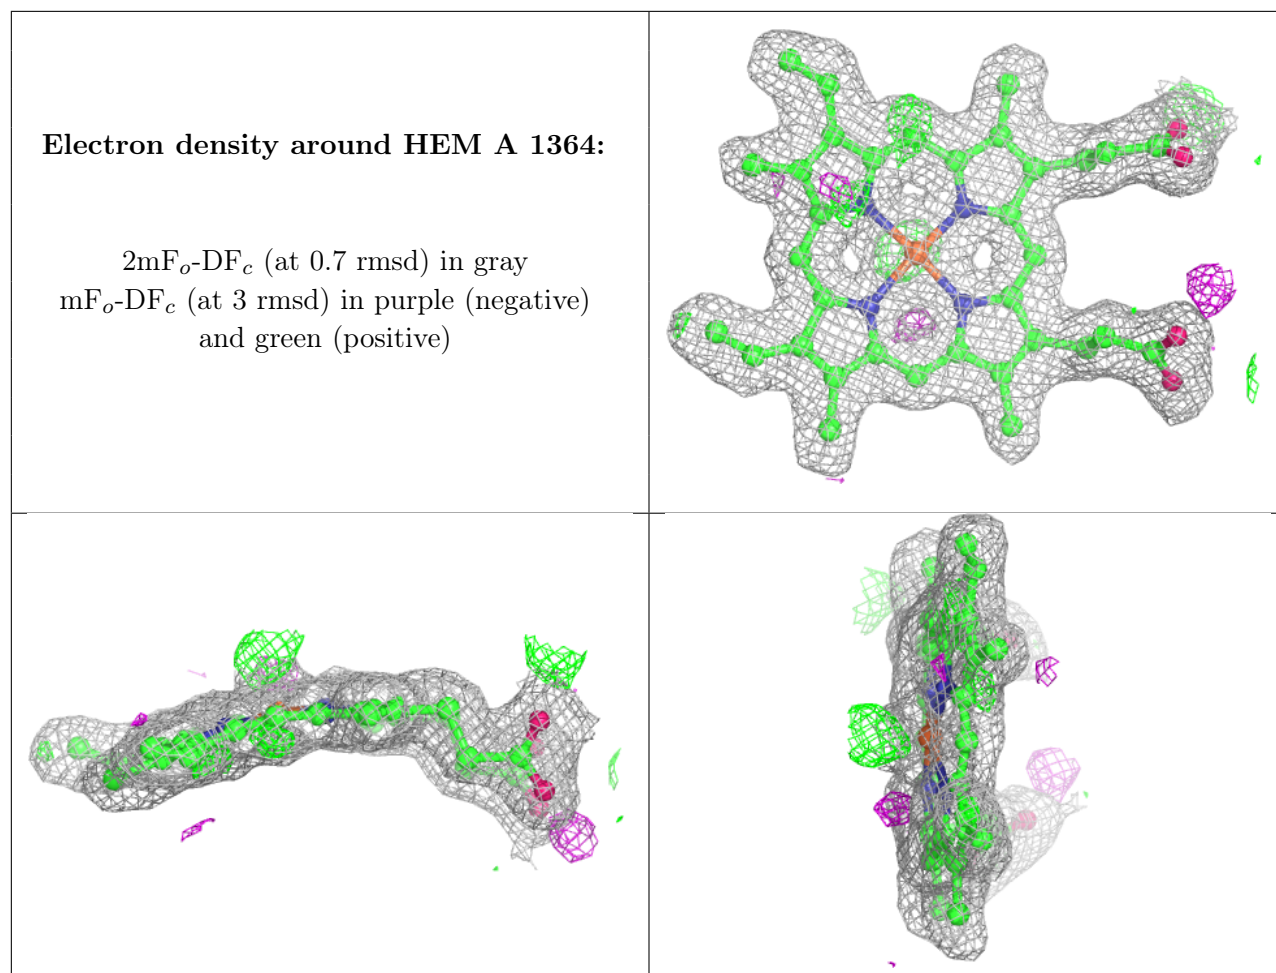 Electron density around HEM A 1364:
2mFo-DFc (at 0.7 rmsd) in gray
mFo-DFc (at 3 rmsd) in purple (negative)
and green (positive)